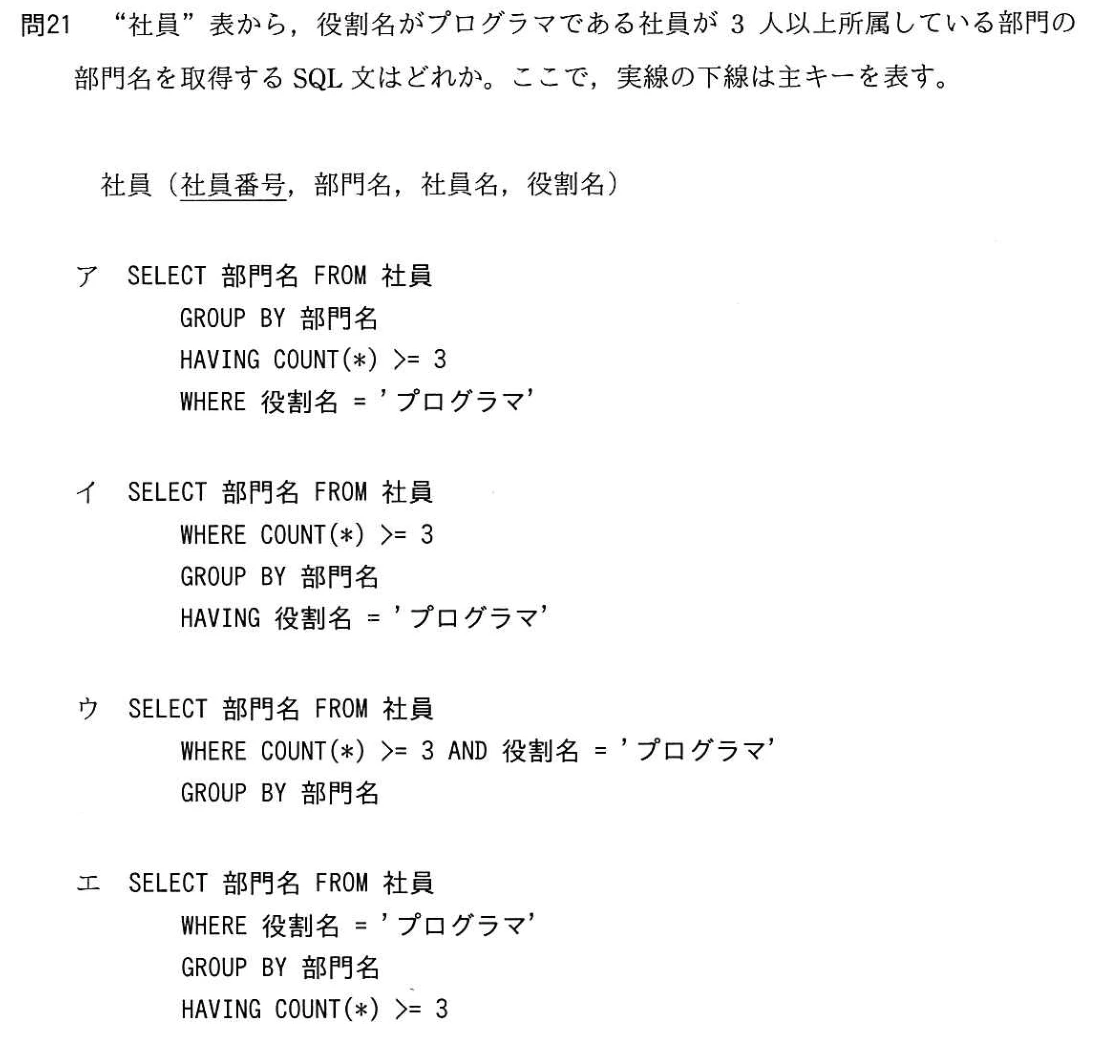 問21 “社員”表から，役割名がプログラマである社員が 3 人以上所属している部門の
部門名を取得する SQL 文はどれか。ここで，実線の下線は主キーを表す。
社員（社員番号，部門名，社員名，役割名）
ア SELECT 部門名 FROM 社員
GROUP BY 部門名
HAVING COUNT(*) >= 3
WHERE 役割名 = ’プログラマ’
イ SELECT 部門名 FROM 社員
WHERE COUNT(*) >= 3
GROUP BY 部門名
HAVING 役割名 = ’プログラマ’
ウ SELECT 部門名 FROM 社員
WHERE COUNT(*) >= 3 AND 役割名 = ’プログラマ’
GROUP BY 部門名
エ SELECT 部門名 FROM 社員
WHERE 役割名 = ’プログラマ’
GROUP BY 部門名
HAVING COUNT(*) >= 3